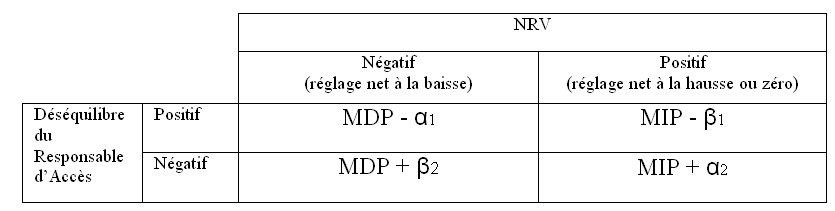 NRV
Négatif
(réglage net à la baisse)
Positif
(réglage net à la hausse ou zéro)
Déséquilibre
du
Responsable
d'Accès
Positif
MDP - α1
MIP - β1
Négatif
MDP + β2
MIP + α2